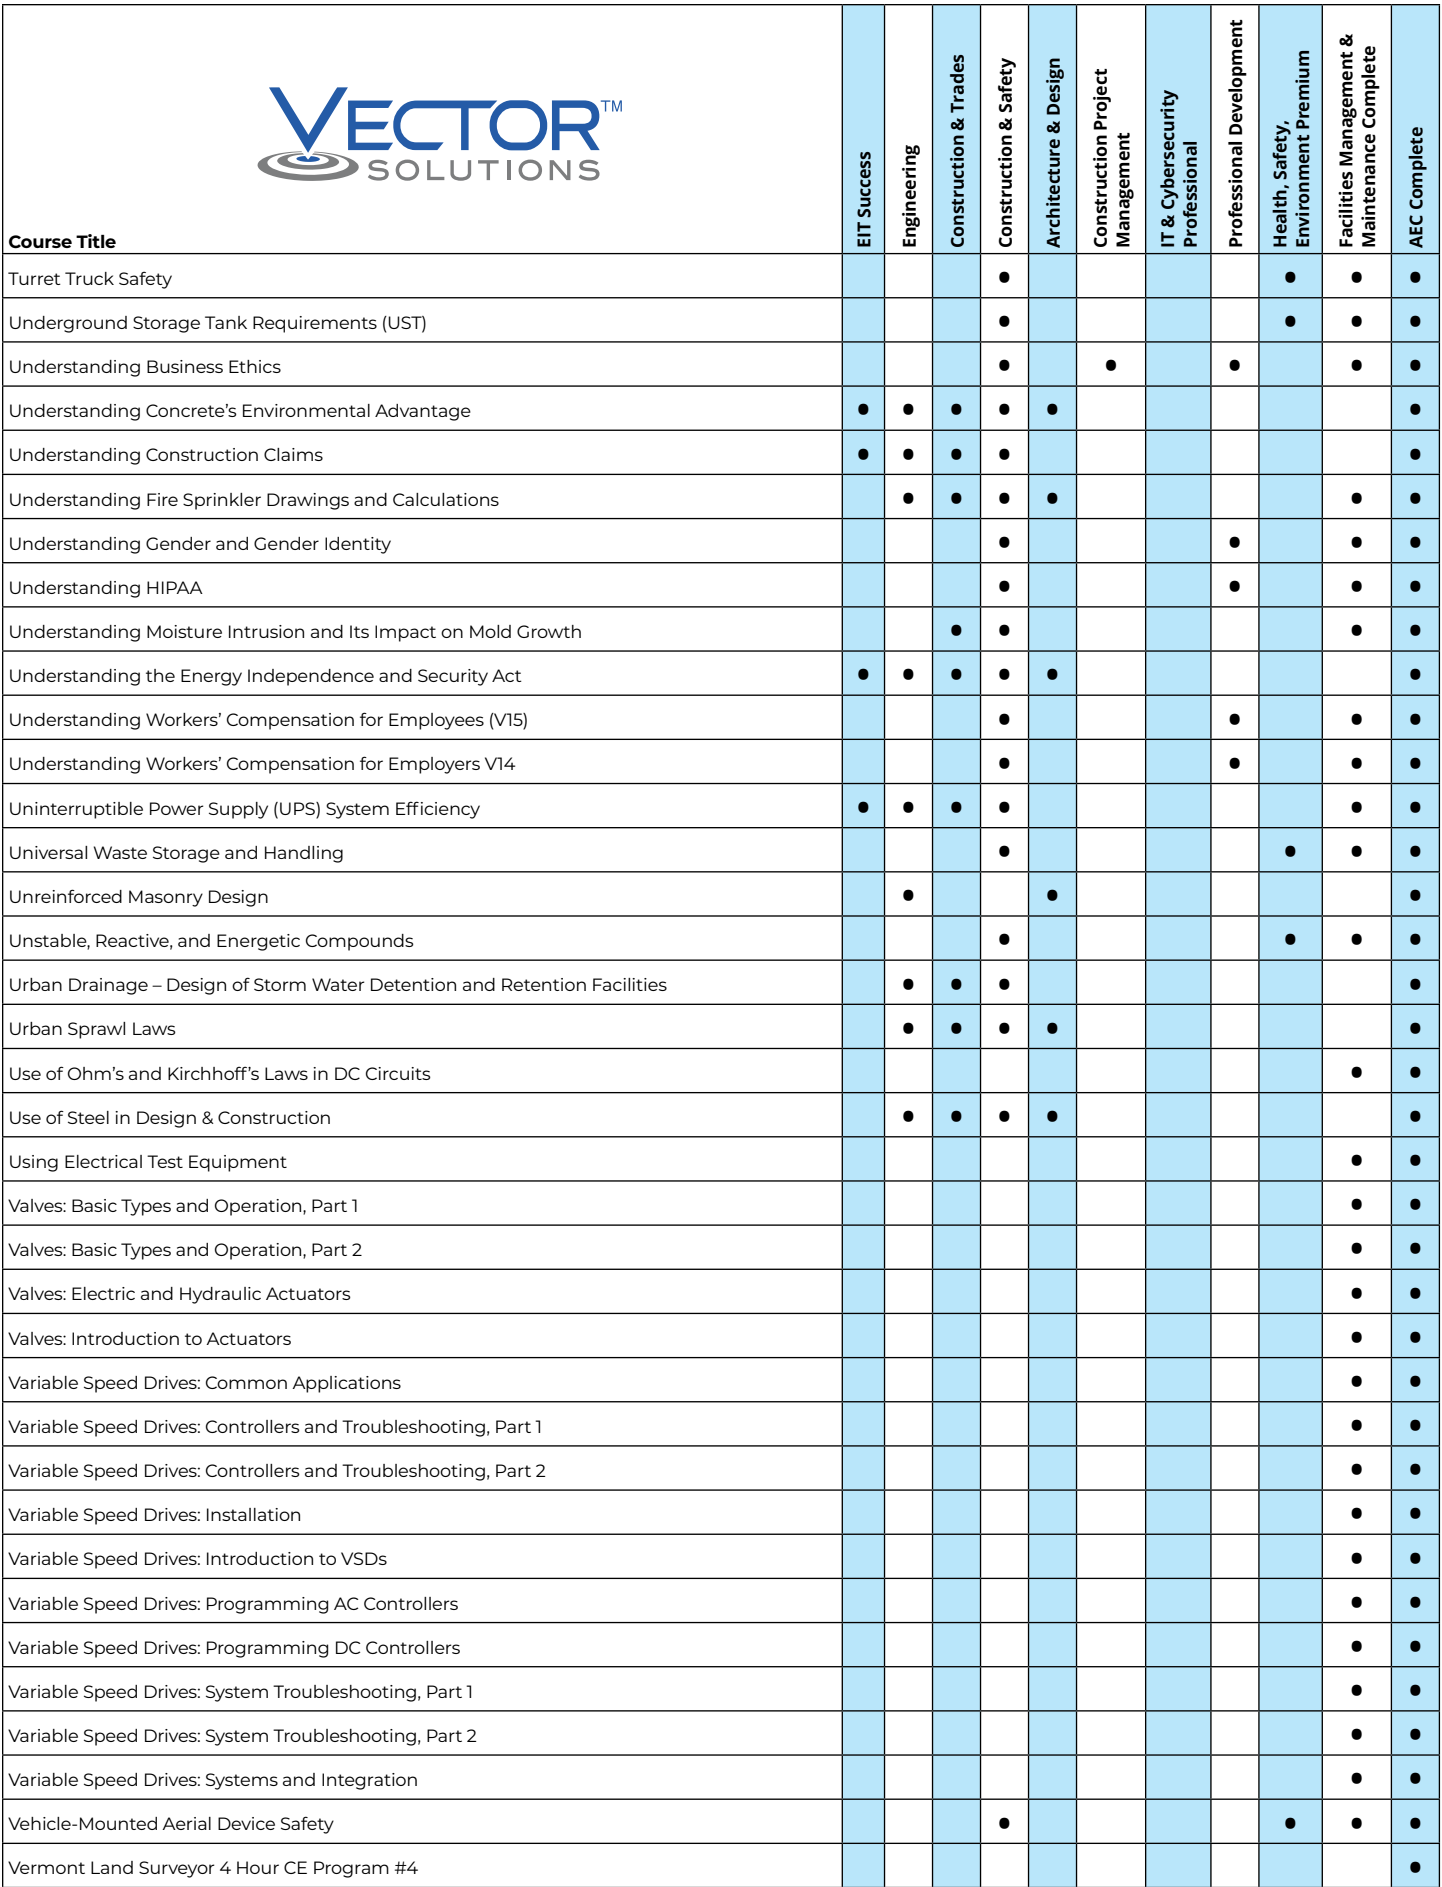 VECTOR™
SOLUTIONS
Course Title
EIT Success
Engineering
Construction & Trades
Construction & Safety
Architecture & Design
Construction Project
Management
IT & Cybersecurity
Professional
Professional Development
Health, Safety,
Environment Premium
Facilities Management &
Maintenance Complete
AEC Complete
Turret Truck Safety • • • •
Underground Storage Tank Requirements (UST) • • • •
Understanding Business Ethics • • • • •
Understanding Concrete’s Environmental Advantage • • • • • •
Understanding Construction Claims • • • • •
Understanding Fire Sprinkler Drawings and Calculations • • • • • •
Understanding Gender and Gender Identity • • • •
Understanding HIPAA • • • •
Understanding Moisture Intrusion and Its Impact on Mold Growth • • • •
Understanding the Energy Independence and Security Act • • • • • •
Understanding Workers’ Compensation for Employees (V15) • • • •
Understanding Workers’ Compensation for Employers V14 • • • •
Uninterruptible Power Supply (UPS) System Efficiency • • • • • •
Universal Waste Storage and Handling • • • •
Unreinforced Masonry Design • • •
Unstable, Reactive, and Energetic Compounds • • • •
Urban Drainage – Design of Storm Water Detention and Retention Facilities • • • •
Urban Sprawl Laws • • • • •
Use of Ohm’s and Kirchhoff’s Laws in DC Circuits • •
Use of Steel in Design & Construction • • • • •
Using Electrical Test Equipment • •
Valves: Basic Types and Operation, Part 1 • •
Valves: Basic Types and Operation, Part 2 • •
Valves: Electric and Hydraulic Actuators • •
Valves: Introduction to Actuators • •
Variable Speed Drives: Common Applications • •
Variable Speed Drives: Controllers and Troubleshooting, Part 1 • •
Variable Speed Drives: Controllers and Troubleshooting, Part 2 • •
Variable Speed Drives: Installation • •
Variable Speed Drives: Introduction to VSDs • •
Variable Speed Drives: Programming AC Controllers • •
Variable Speed Drives: Programming DC Controllers • •
Variable Speed Drives: System Troubleshooting, Part 1 • •
Variable Speed Drives: System Troubleshooting, Part 2 • •
Variable Speed Drives: Systems and Integration • •
Vehicle-Mounted Aerial Device Safety • • • •
Vermont Land Surveyor 4 Hour CE Program #4 •